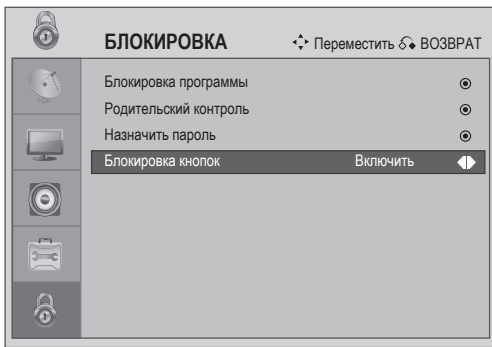 БЛОКИРОВКА Переместить ВОЗВРАТ
Блокировка программы
Родительский контроль
Назначить пароль
Блокировка кнопок Включить